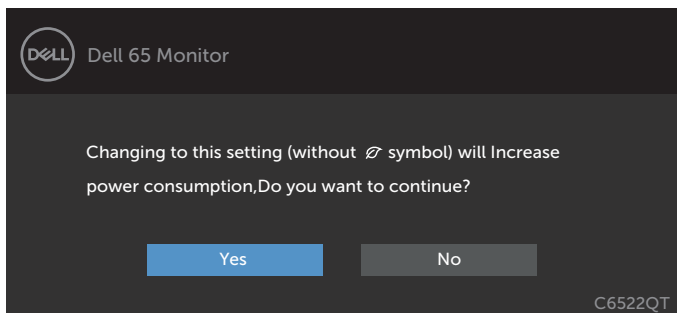 DELL
Dell 65 Monitor
Changing to this setting (without symbol) will Increase
power consumption,Do you want to continue?
Yes
No
C6522QT